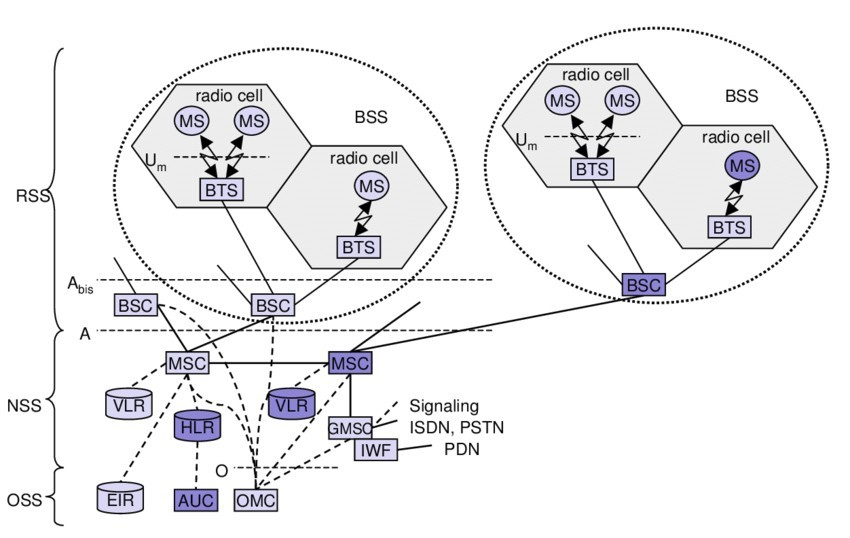 radio cell
MS MS
BSS
Um
BTS
radio cell
MS
BTS
radio cell
MS MS
BSS
Um
BTS
radio cell
MS
BTS
RSS
Abis
BSC
BSC
BSC
A
MSC
MSC
NSS
VLR
HLR
VLR
GMSC
IWF
Signaling
ISDN, PSTN
PDN
O
OSS
EIR
AUC
OMC